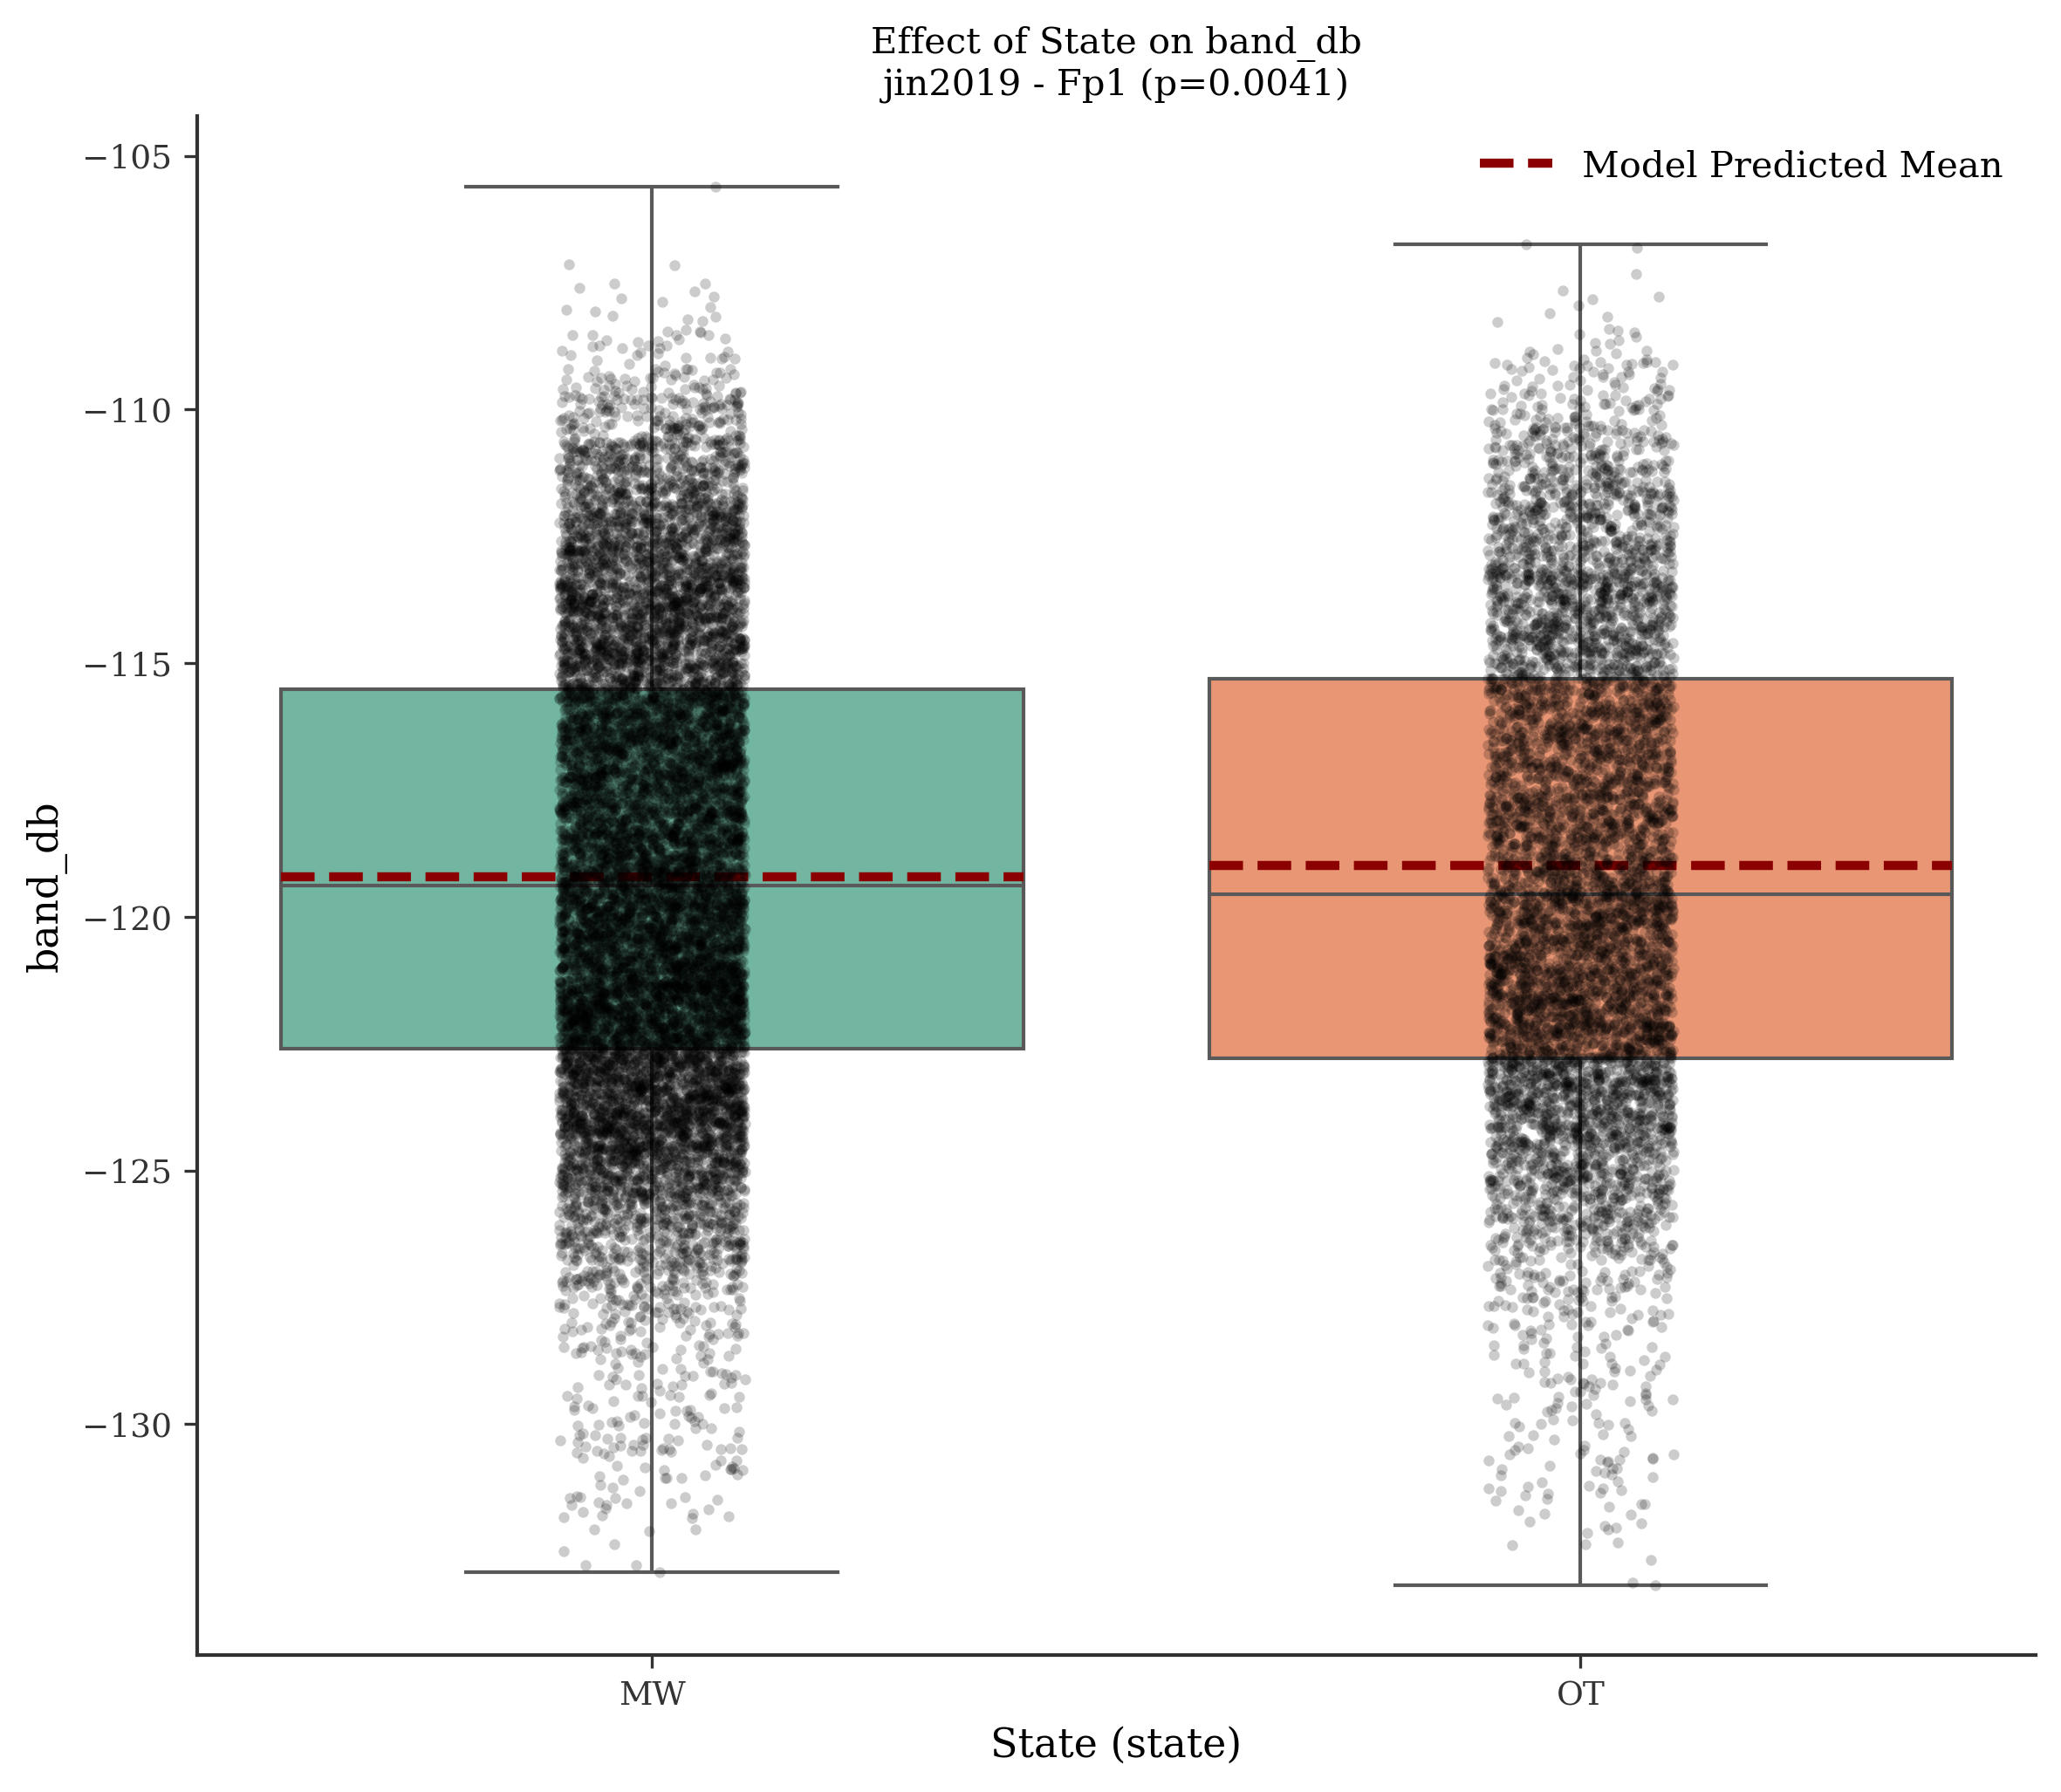 Effect of State on band_db
jin2019 - Fp1 (p=0.0041)
Model Predicted Mean
−105
−110
−115
−120
−125
−130
band_db
MW
OT
State (state)